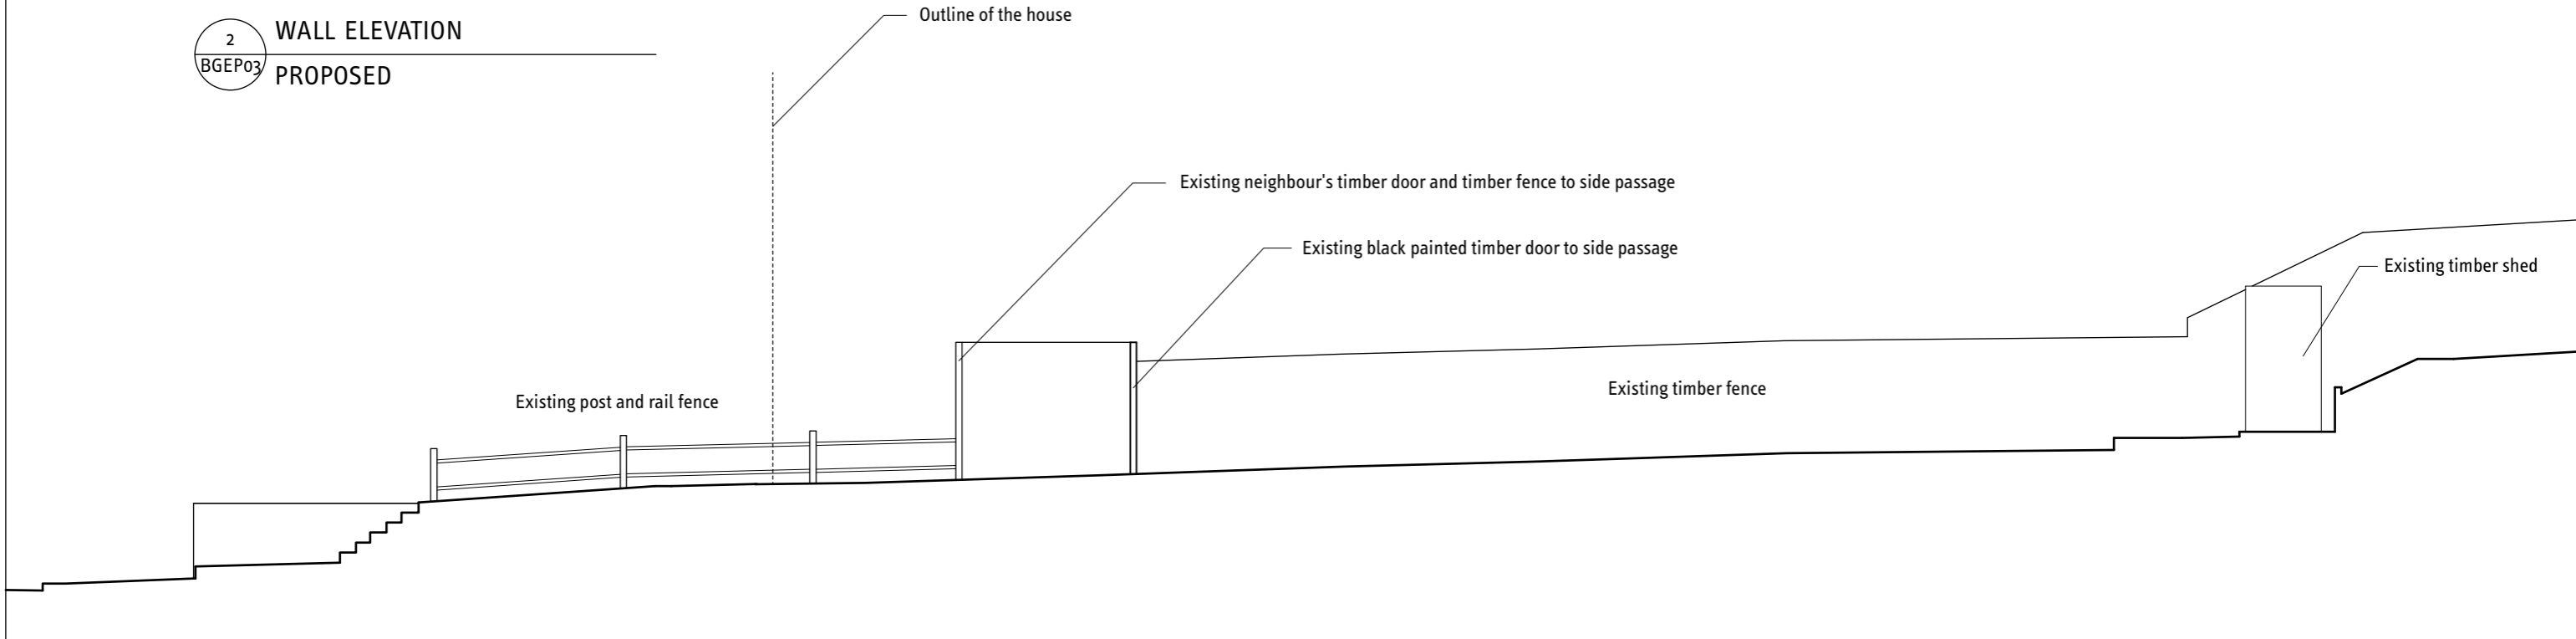 2
BGEP03
WALL ELEVATION
PROPOSED
Outline of the house
Existing neighbour's timber door and timber fence to side passage
Existing black painted timber door to side passage
Existing timber shed
Existing timber fence
Existing post and rail fence